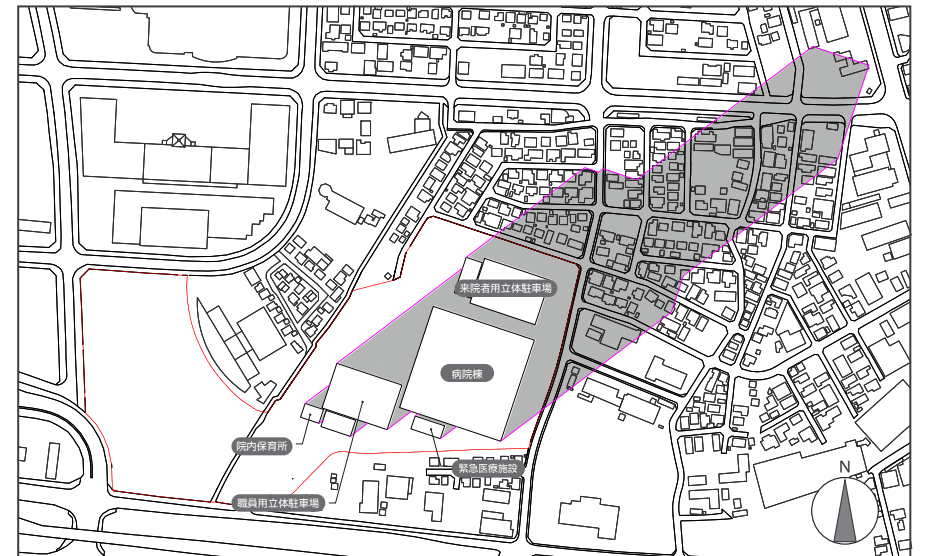 来院者用立体駐車場
病院棟
院内保育所
緊急医療施設
職員用立体駐車場
N